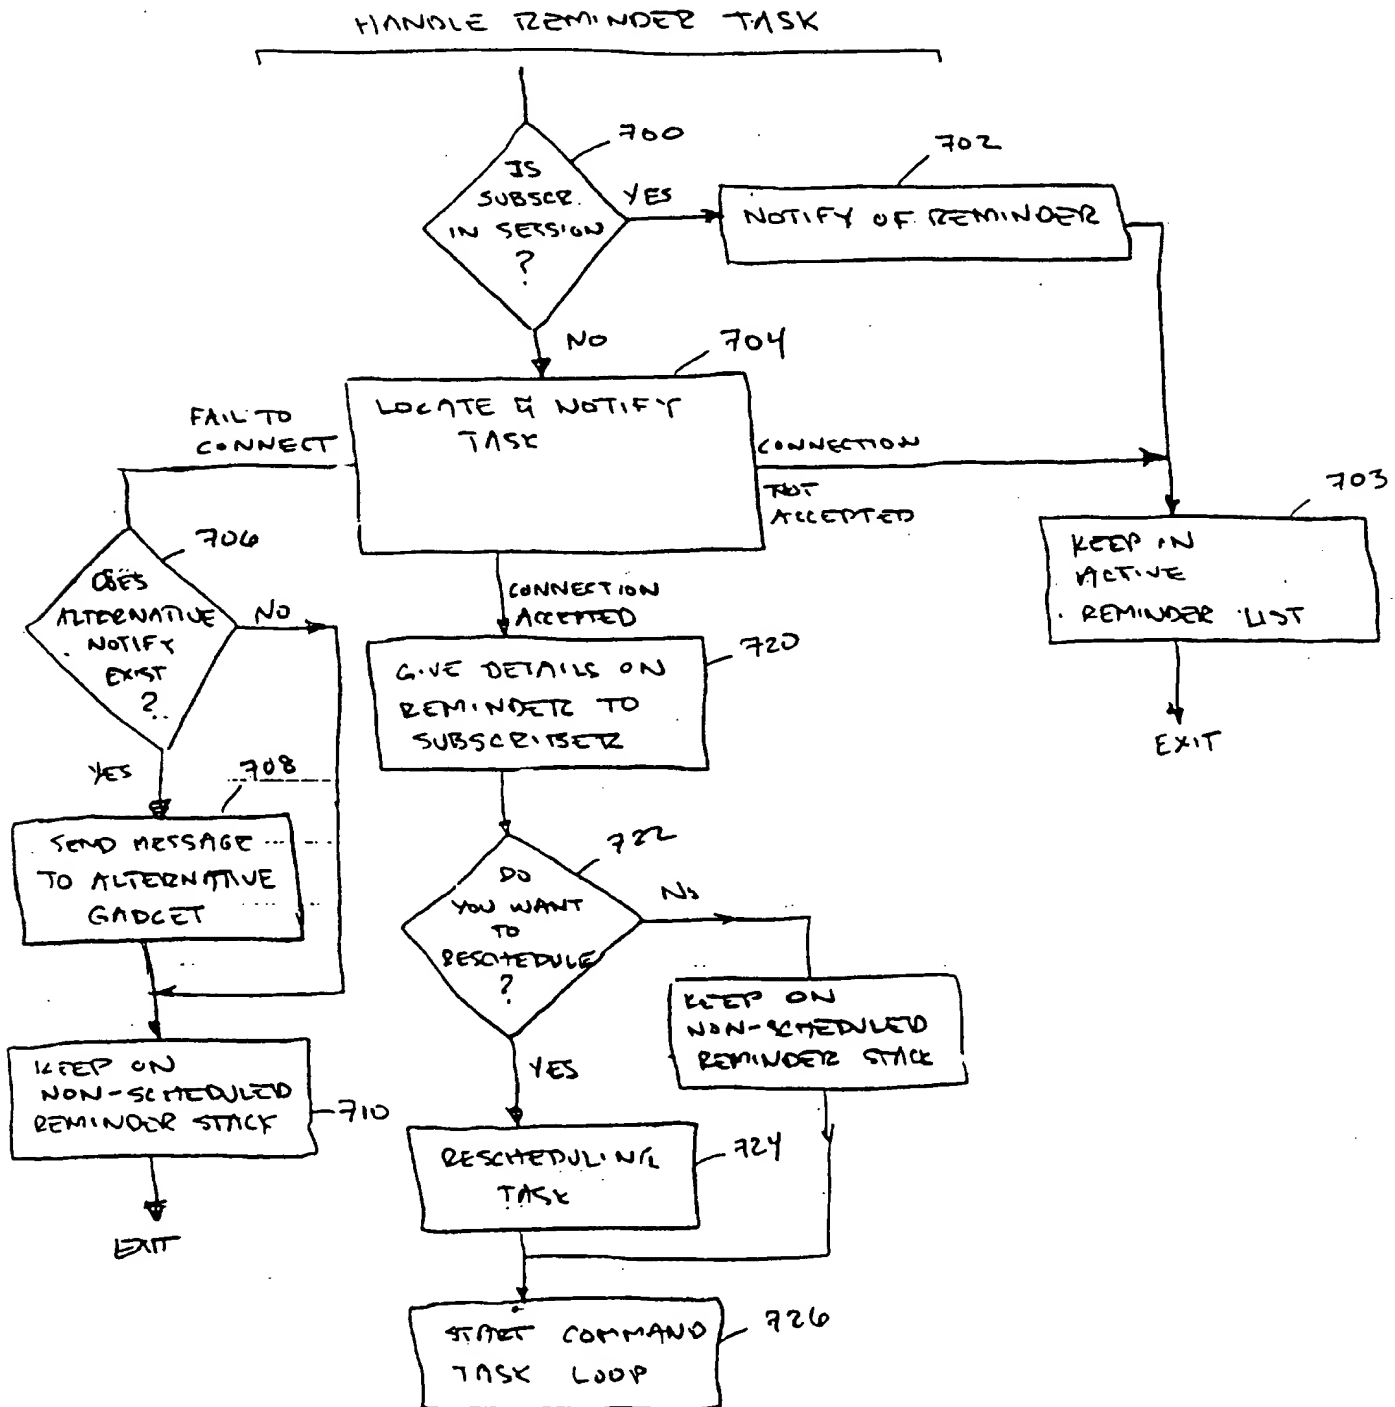 HANDLE REMINDER TASK
700
IS
SUBSCR.
IN SESSION
?
YES
702
NOTIFY OF REMINDER
NO
704
LOCATE & NOTIFY
TASK
FAIL TO
CONNECT
CONNECTION
NOT
ACCEPTED
703
KEEP IN
ACTIVE
REMINDER LIST
EXIT
706
DOES
ALTERNATIVE
NOTIFY
EXIST
?
NO
YES
CONNECTION
ACCEPTED
720
GIVE DETAILS ON
REMINDER TO
SUBSCRIBER
708
SEND MESSAGE
TO ALTERNATIVE
GADGET
722
DO
YOU WANT
TO
RESCHEDULE
?
NO
YES
KEEP ON
NON-SCHEDULED
REMINDER STACK
KEEP ON
NON-SCHEDULED
REMINDER STACK
710
EXIT
RESCHEDULING
TASK
724
START COMMAND
TASK LOOP
726